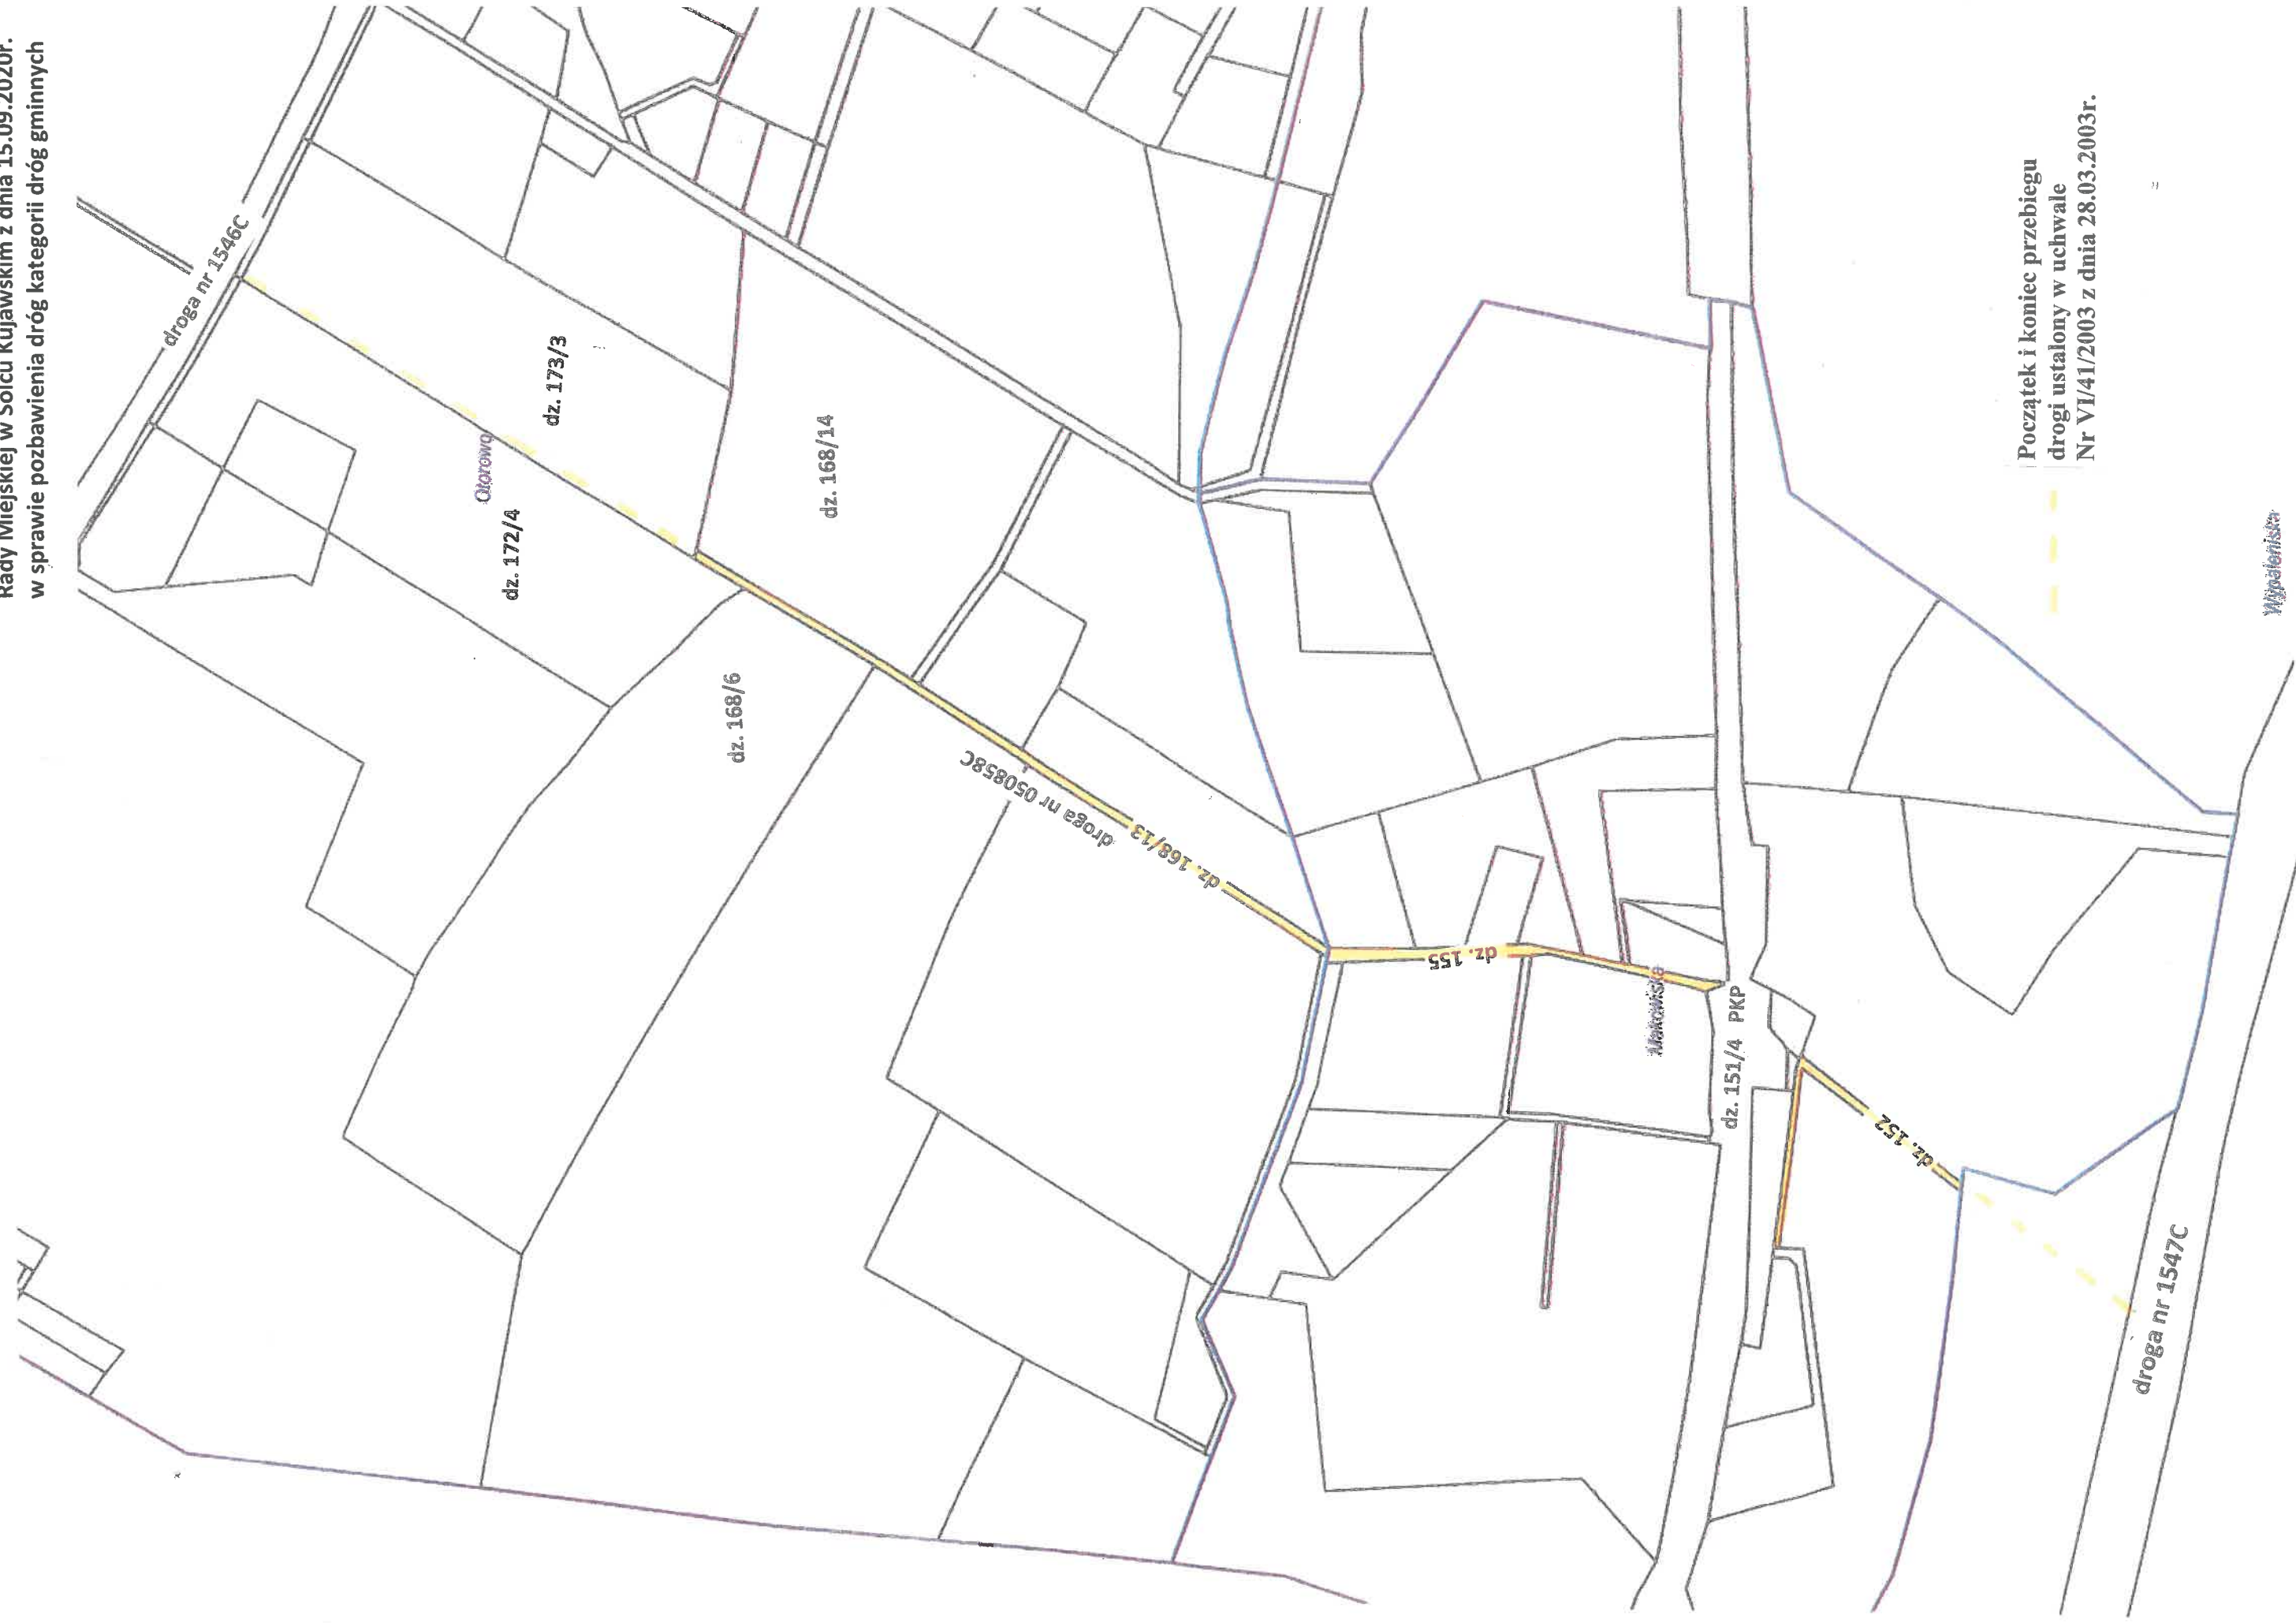 Rady Miejskiej w Solcu Kujawskim z dnia 15.09.2020r.
w sprawie pozbawienia dróg kategorii dróg gminnych
droga nr 1546C
Otorowo
dz. 173/3
dz. 172/4
dz. 168/14
dz. 168/6
droga nr 050858C
dz. 168/13
dz. 155
Makowiska
dz. 151/4 PKP
dz. 152
droga nr 1547C
Początek i koniec przebiegu
drogi ustalony w uchwale
Nr VI/41/2003 z dnia 28.03.2003r.
Wypaleniska